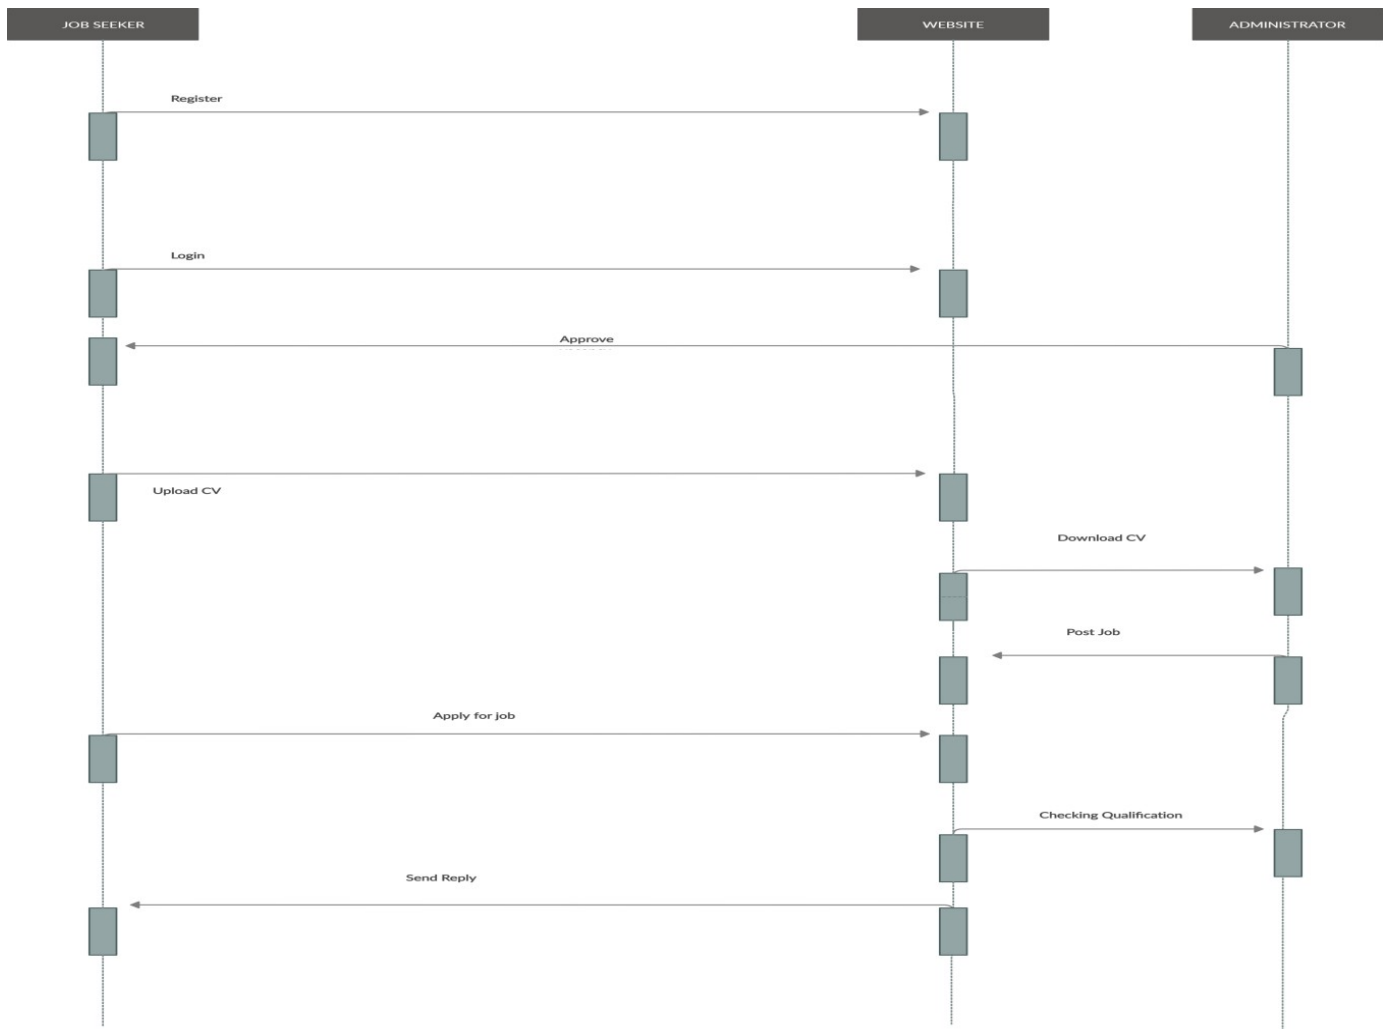 JOB SEEKER
WEBSITE
ADMINISTRATOR
Register
Login
Approve
Upload CV
Download CV
Post Job
Apply for job
Checking Qualification
Send Reply